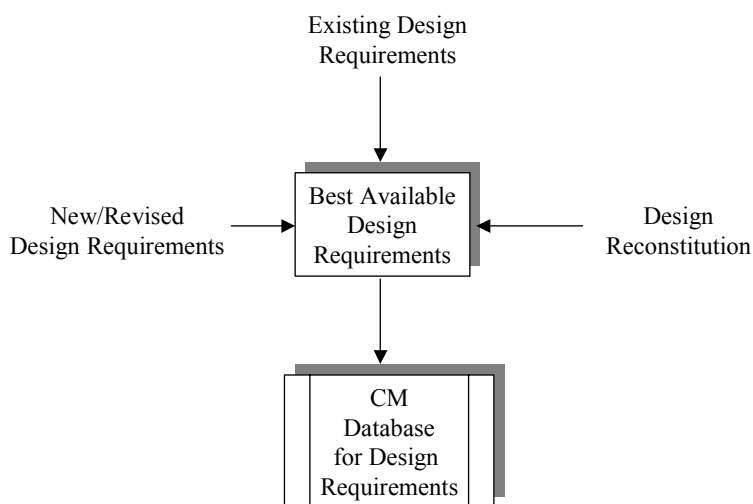 Existing Design
Requirements
New/Revised
Design Requirements
Best Available
Design
Requirements
Design
Reconstitution
CM
Database
for Design
Requirements